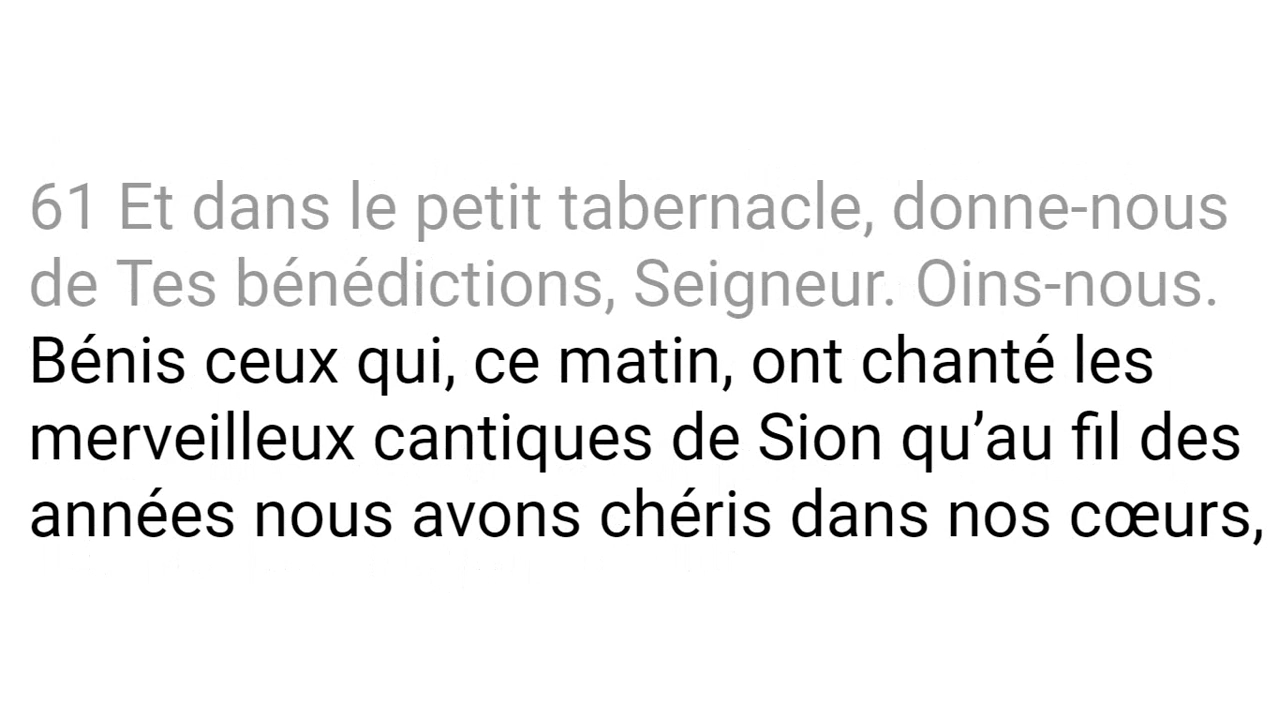 61 Et dans le petit tabernacle, donne-nous
de Tes bénédictions, Seigneur. Oins-nous.
Bénis ceux qui, ce matin, ont chanté les
merveilleux cantiques de Sion qu’au fil des
années nous avons chéris dans nos cœurs,